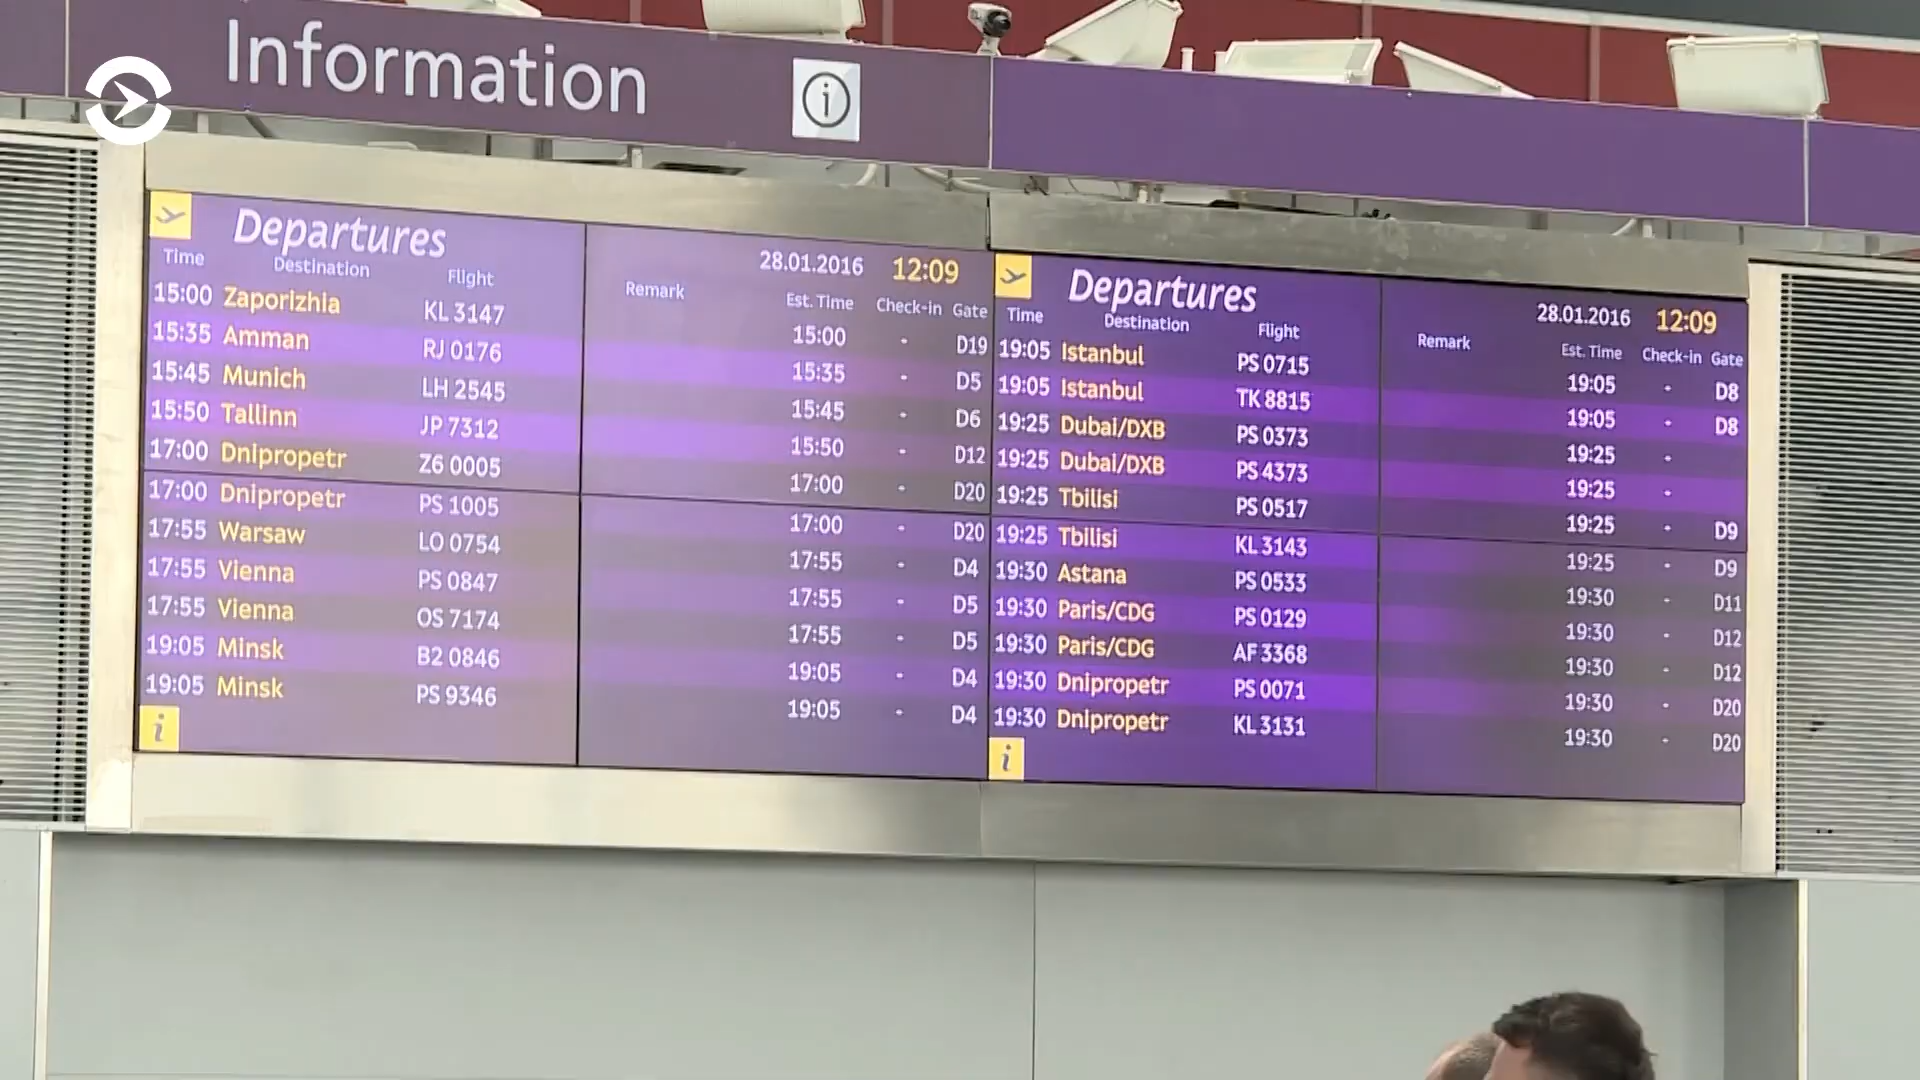 Information
i
Departures
28.01.2016 12:09
Time Destination Flight Remark Est. Time Check-in Gate
15:00 Zaporizhia KL 3147 15:00 - D19
15:35 Amman RJ 0176 15:35 - D5
15:45 Munich LH 2545 15:45 - D6
15:50 Tallinn JP 7312 15:50 - D12
17:00 Dnipropetr Z6 0005 17:00 - D20
17:00 Dnipropetr PS 1005 17:00 - D20
17:55 Warsaw LO 0754 17:55 - D4
17:55 Vienna PS 0847 17:55 - D5
17:55 Vienna OS 7174 17:55 - D5
19:05 Minsk B2 0846 19:05 - D4
19:05 Minsk PS 9346 19:05 - D4
i
Departures
28.01.2016 12:09
Time Destination Flight Remark Est. Time Check-in Gate
19:05 Istanbul PS 0715 19:05 - D8
19:05 Istanbul TK 8815 19:05 - D8
19:25 Dubai/DXB PS 0373 19:25 -
19:25 Dubai/DXB PS 4373 19:25 -
19:25 Tbilisi PS 0517 19:25 - D9
19:25 Tbilisi KL 3143 19:25 - D9
19:30 Astana PS 0533 19:30 - D11
19:30 Paris/CDG PS 0129 19:30 - D12
19:30 Paris/CDG AF 3368 19:30 - D12
19:30 Dnipropetr PS 0071 19:30 - D20
19:30 Dnipropetr KL 3131 19:30 - D20
i